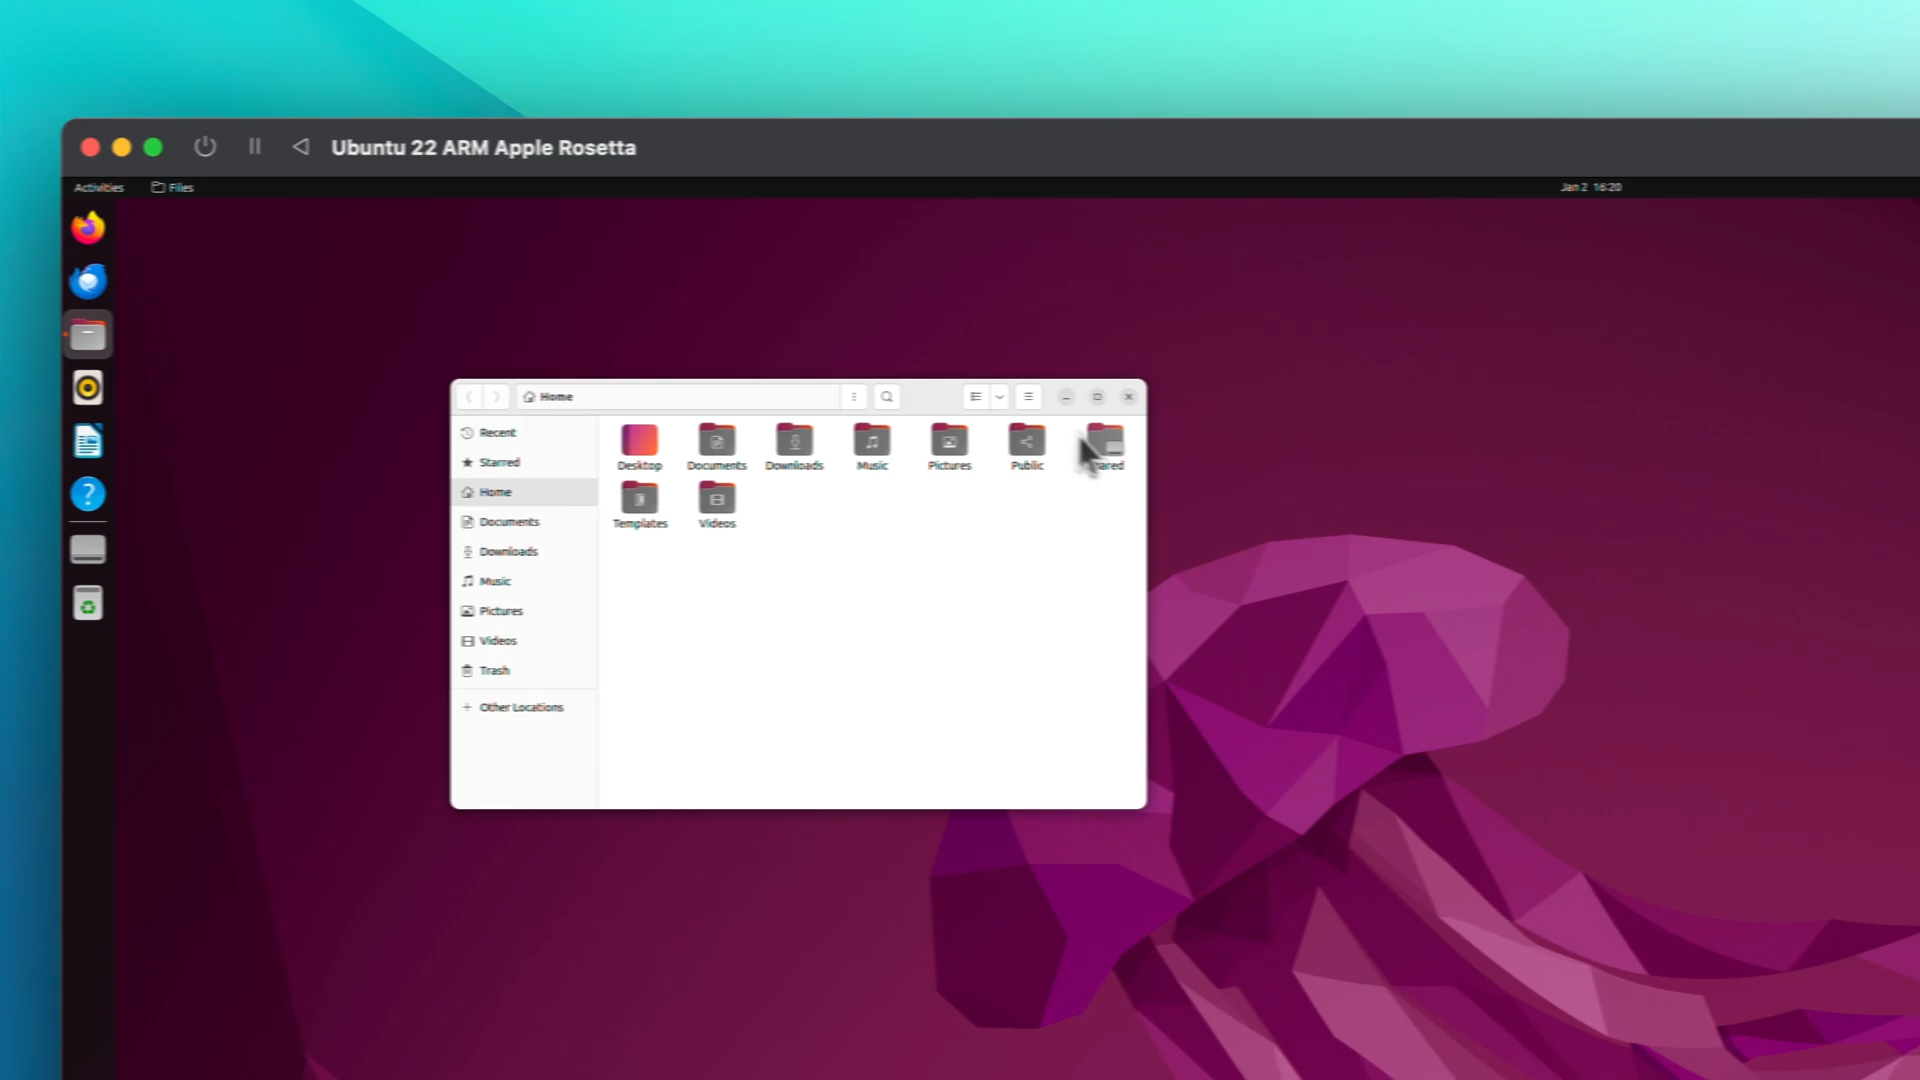 Ubuntu 22 ARM Apple Rosetta
Activities Files Jan 2 16:20
Home
Recent
Starred
Home
Documents
Downloads
Music
Pictures
Videos
Trash
Other Locations
Desktop Documents Downloads Music Pictures Public
Templates Videos